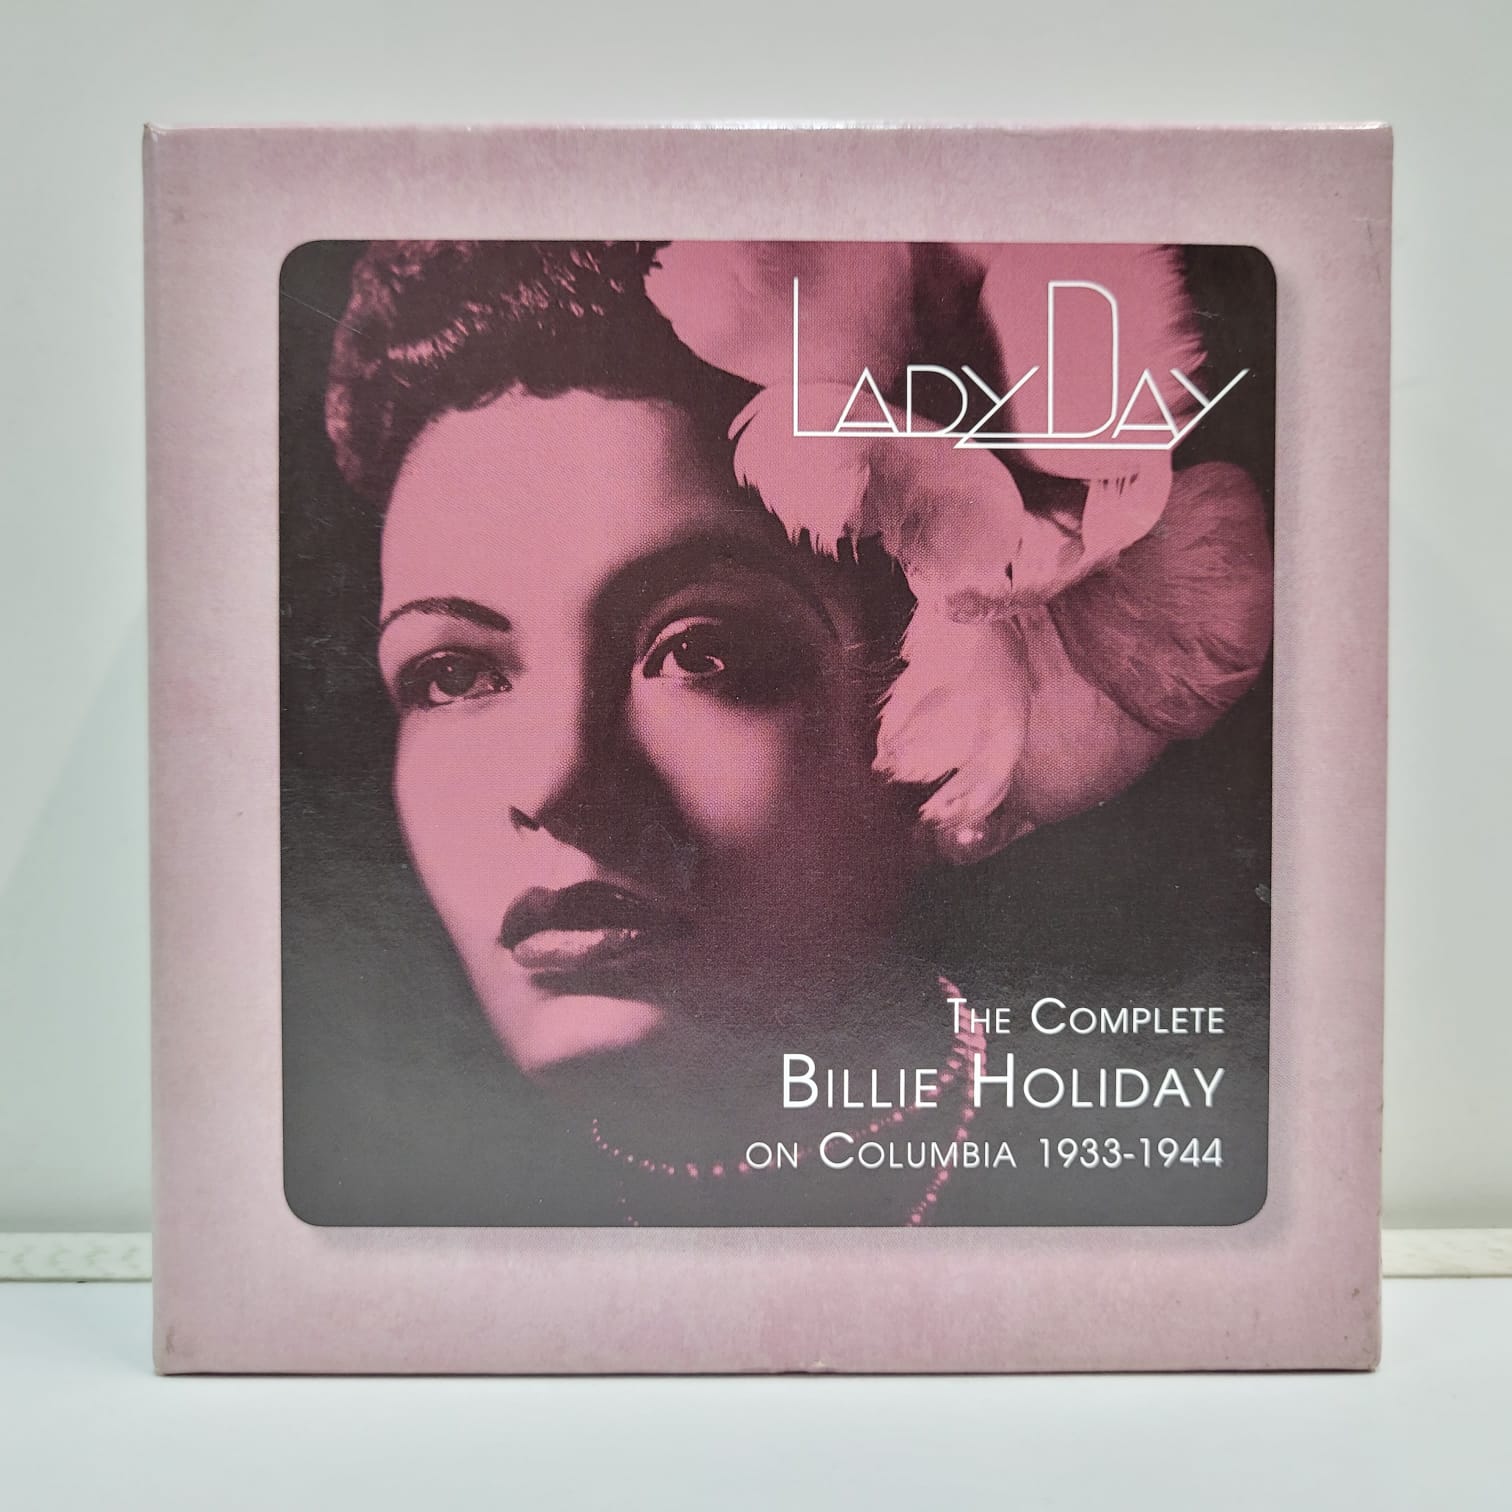 Lady Day
The Complete
Billie Holiday
on Columbia 1933-1944